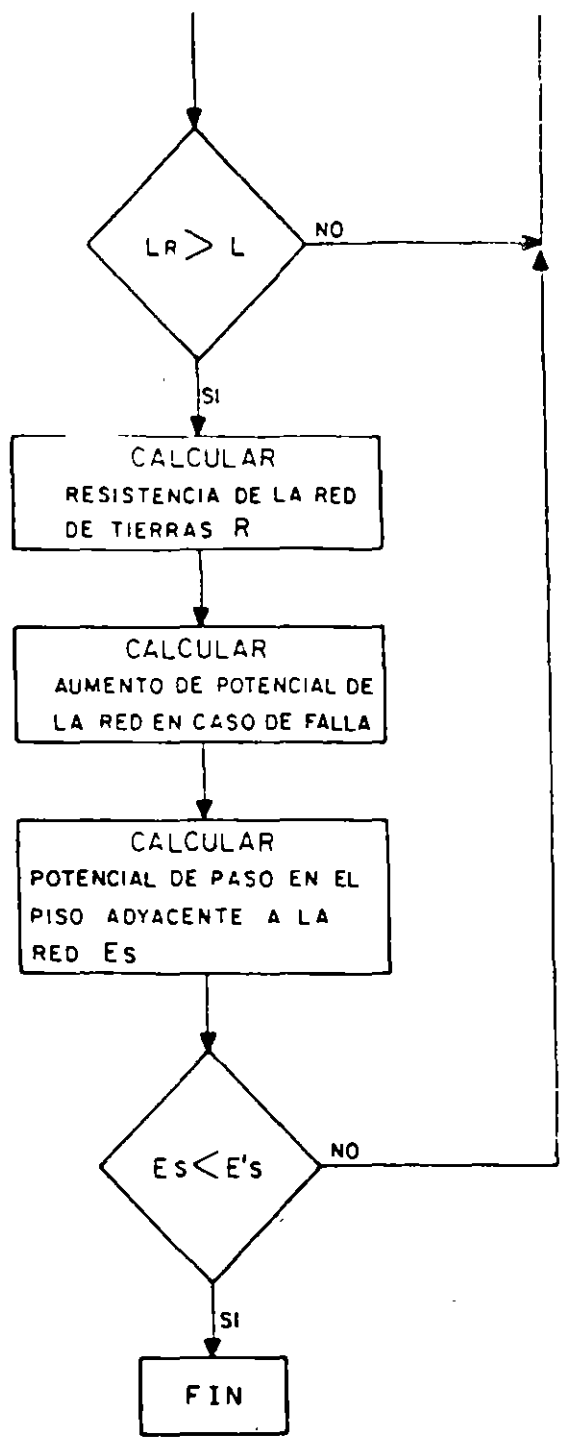 LR > L
NO
SI
CALCULAR
RESISTENCIA DE LA RED
DE TIERRAS R
CALCULAR
AUMENTO DE POTENCIAL DE
LA RED EN CASO DE FALLA
CALCULAR
POTENCIAL DE PASO EN EL
PISO ADYACENTE A LA
RED Es
Es < E's
NO
SI
FIN